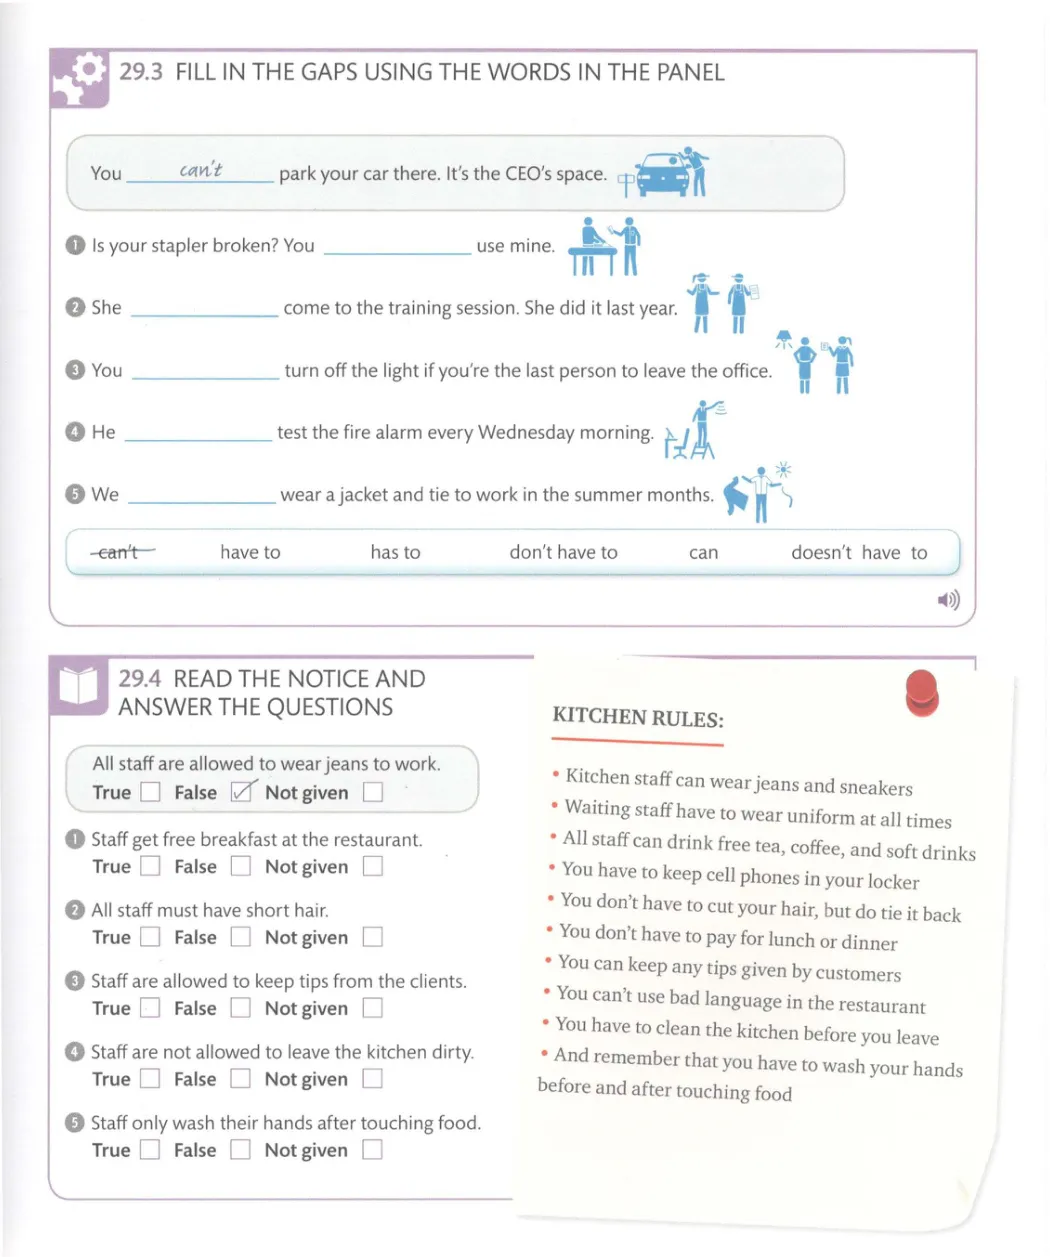 29.3 FILL IN THE GAPS USING THE WORDS IN THE PANEL
You can't park your car there. It's the CEO's space.
1 Is your stapler broken? You ____________ use mine.
2 She ____________ come to the training session. She did it last year.
3 You ____________ turn off the light if you're the last person to leave the office.
4 He ____________ test the fire alarm every Wednesday morning.
5 We ____________ wear a jacket and tie to work in the summer months.
can't have to has to don't have to can doesn't have to
29.4 READ THE NOTICE AND
ANSWER THE QUESTIONS
All staff are allowed to wear jeans to work.
True False Not given
1 Staff get free breakfast at the restaurant.
True False Not given
2 All staff must have short hair.
True False Not given
3 Staff are allowed to keep tips from the clients.
True False Not given
4 Staff are not allowed to leave the kitchen dirty.
True False Not given
5 Staff only wash their hands after touching food.
True False Not given
KITCHEN RULES:
• Kitchen staff can wear jeans and sneakers
• Waiting staff have to wear uniform at all times
• All staff can drink free tea, coffee, and soft drinks
• You have to keep cell phones in your locker
• You don't have to cut your hair, but do tie it back
• You don't have to pay for lunch or dinner
• You can keep any tips given by customers
• You can't use bad language in the restaurant
• You have to clean the kitchen before you leave
• And remember that you have to wash your hands
before and after touching food